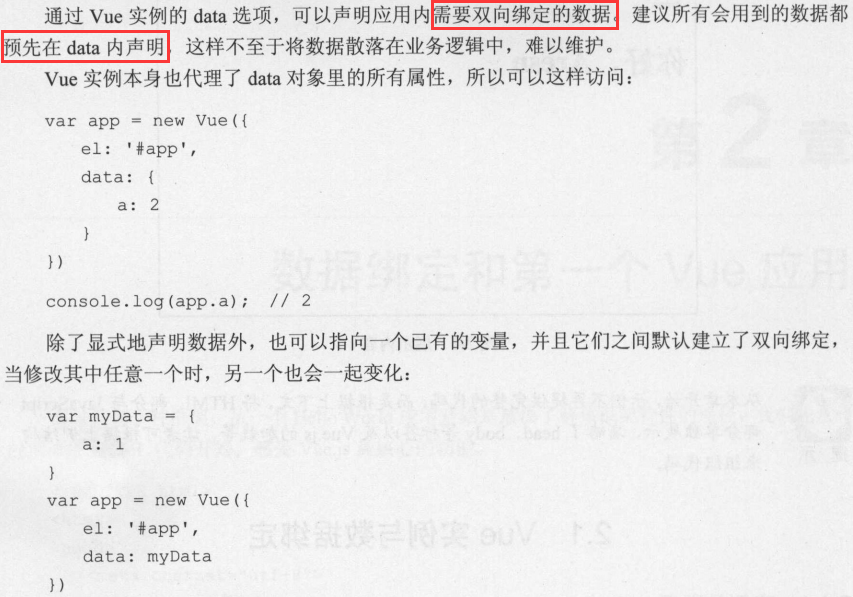 通过 Vue 实例的 data 选项，可以声明应用内需要双向绑定的数据。建议所有会用到的数据都
预先在 data 内声明，这样不至于将数据散落在业务逻辑中，难以维护。
Vue 实例本身也代理了 data 对象里的所有属性，所以可以这样访问：
var app = new Vue({
el: '#app',
data: {
a: 2
}
})
console.log(app.a); // 2
除了显式地声明数据外，也可以指向一个已有的变量，并且它们之间默认建立了双向绑定，
当修改其中任意一个时，另一个也会一起变化：
var myData = {
a: 1
}
var app = new Vue({
el: '#app',
data: myData
})